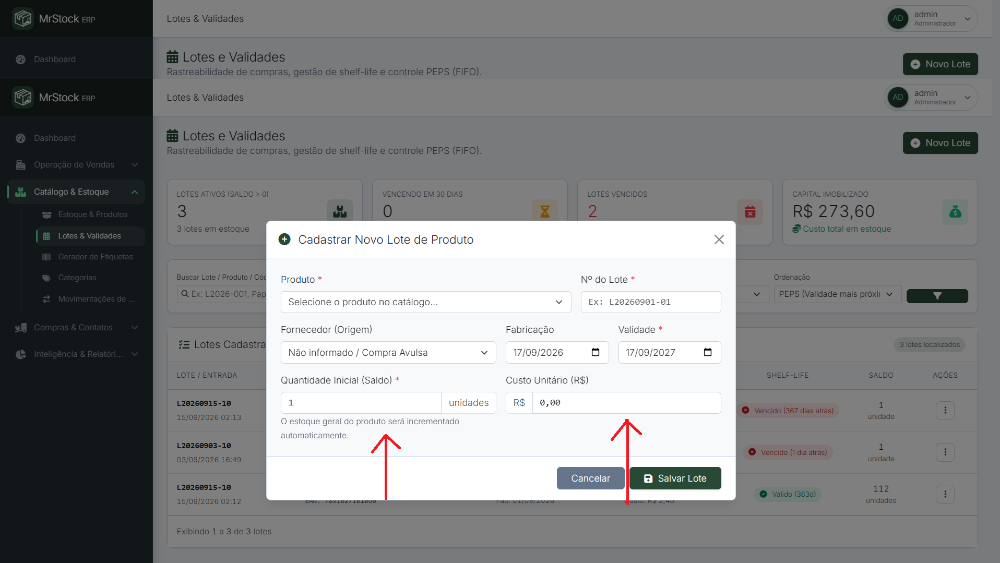 MrStock ERP
Lotes & Validades
AD
admin
Administrador
Dashboard
Lotes e Validades
Rastreabilidade de compras, gestão de shelf-life e controle PEPS (FIFO).
Novo Lote
MrStock ERP
Lotes & Validades
AD
admin
Administrador
Dashboard
Operação de Vendas
Catálogo & Estoque
Estoque & Produtos
Lotes & Validades
Gerador de Etiquetas
Categorias
Movimentações de ...
Compras & Contatos
Inteligência & Relatóri...
Lotes e Validades
Rastreabilidade de compras, gestão de shelf-life e controle PEPS (FIFO).
Novo Lote
LOTES ATIVOS (SALDO > 0)
3
3 lotes em estoque
VENCENDO EM 30 DIAS
0
LOTES VENCIDOS
2
CAPITAL IMOBILIZADO
R$ 273,60
Custo total em estoque
Buscar Lote / Produto / Cód
Ex: L2026-001, Pap
Ordenação
PEPS (Validade mais próxin
Cadastrar Novo Lote de Produto
Produto *
Selecione o produto no catálogo...
Nº do Lote *
Ex: L20260901-01
Fornecedor (Origem)
Não informado / Compra Avulsa
Fabricação
17/09/2026
Validade *
17/09/2027
Quantidade Inicial (Saldo) *
1
unidades
O estoque geral do produto será incrementado
automaticamente.
Custo Unitário (R$)
R$
0,00
Cancelar
Salvar Lote
Lotes Cadastra
3 lotes localizados
LOTE / ENTRADA
SHELF-LIFE
SALDO
AÇÕES
L20260915-10
15/09/2026 02:13
Vencido (367 dias atrás)
1
unidade
L20260903-10
03/09/2026 16:49
Vencido (1 dia atrás)
1
unidade
L20260915-10
15/09/2026 02:12
EAN: 7891027101060
Fab: 01/09/2026
Custo: R$ 2,40
Válido (363d)
112
unidades
Exibindo 1 a 3 de 3 lotes